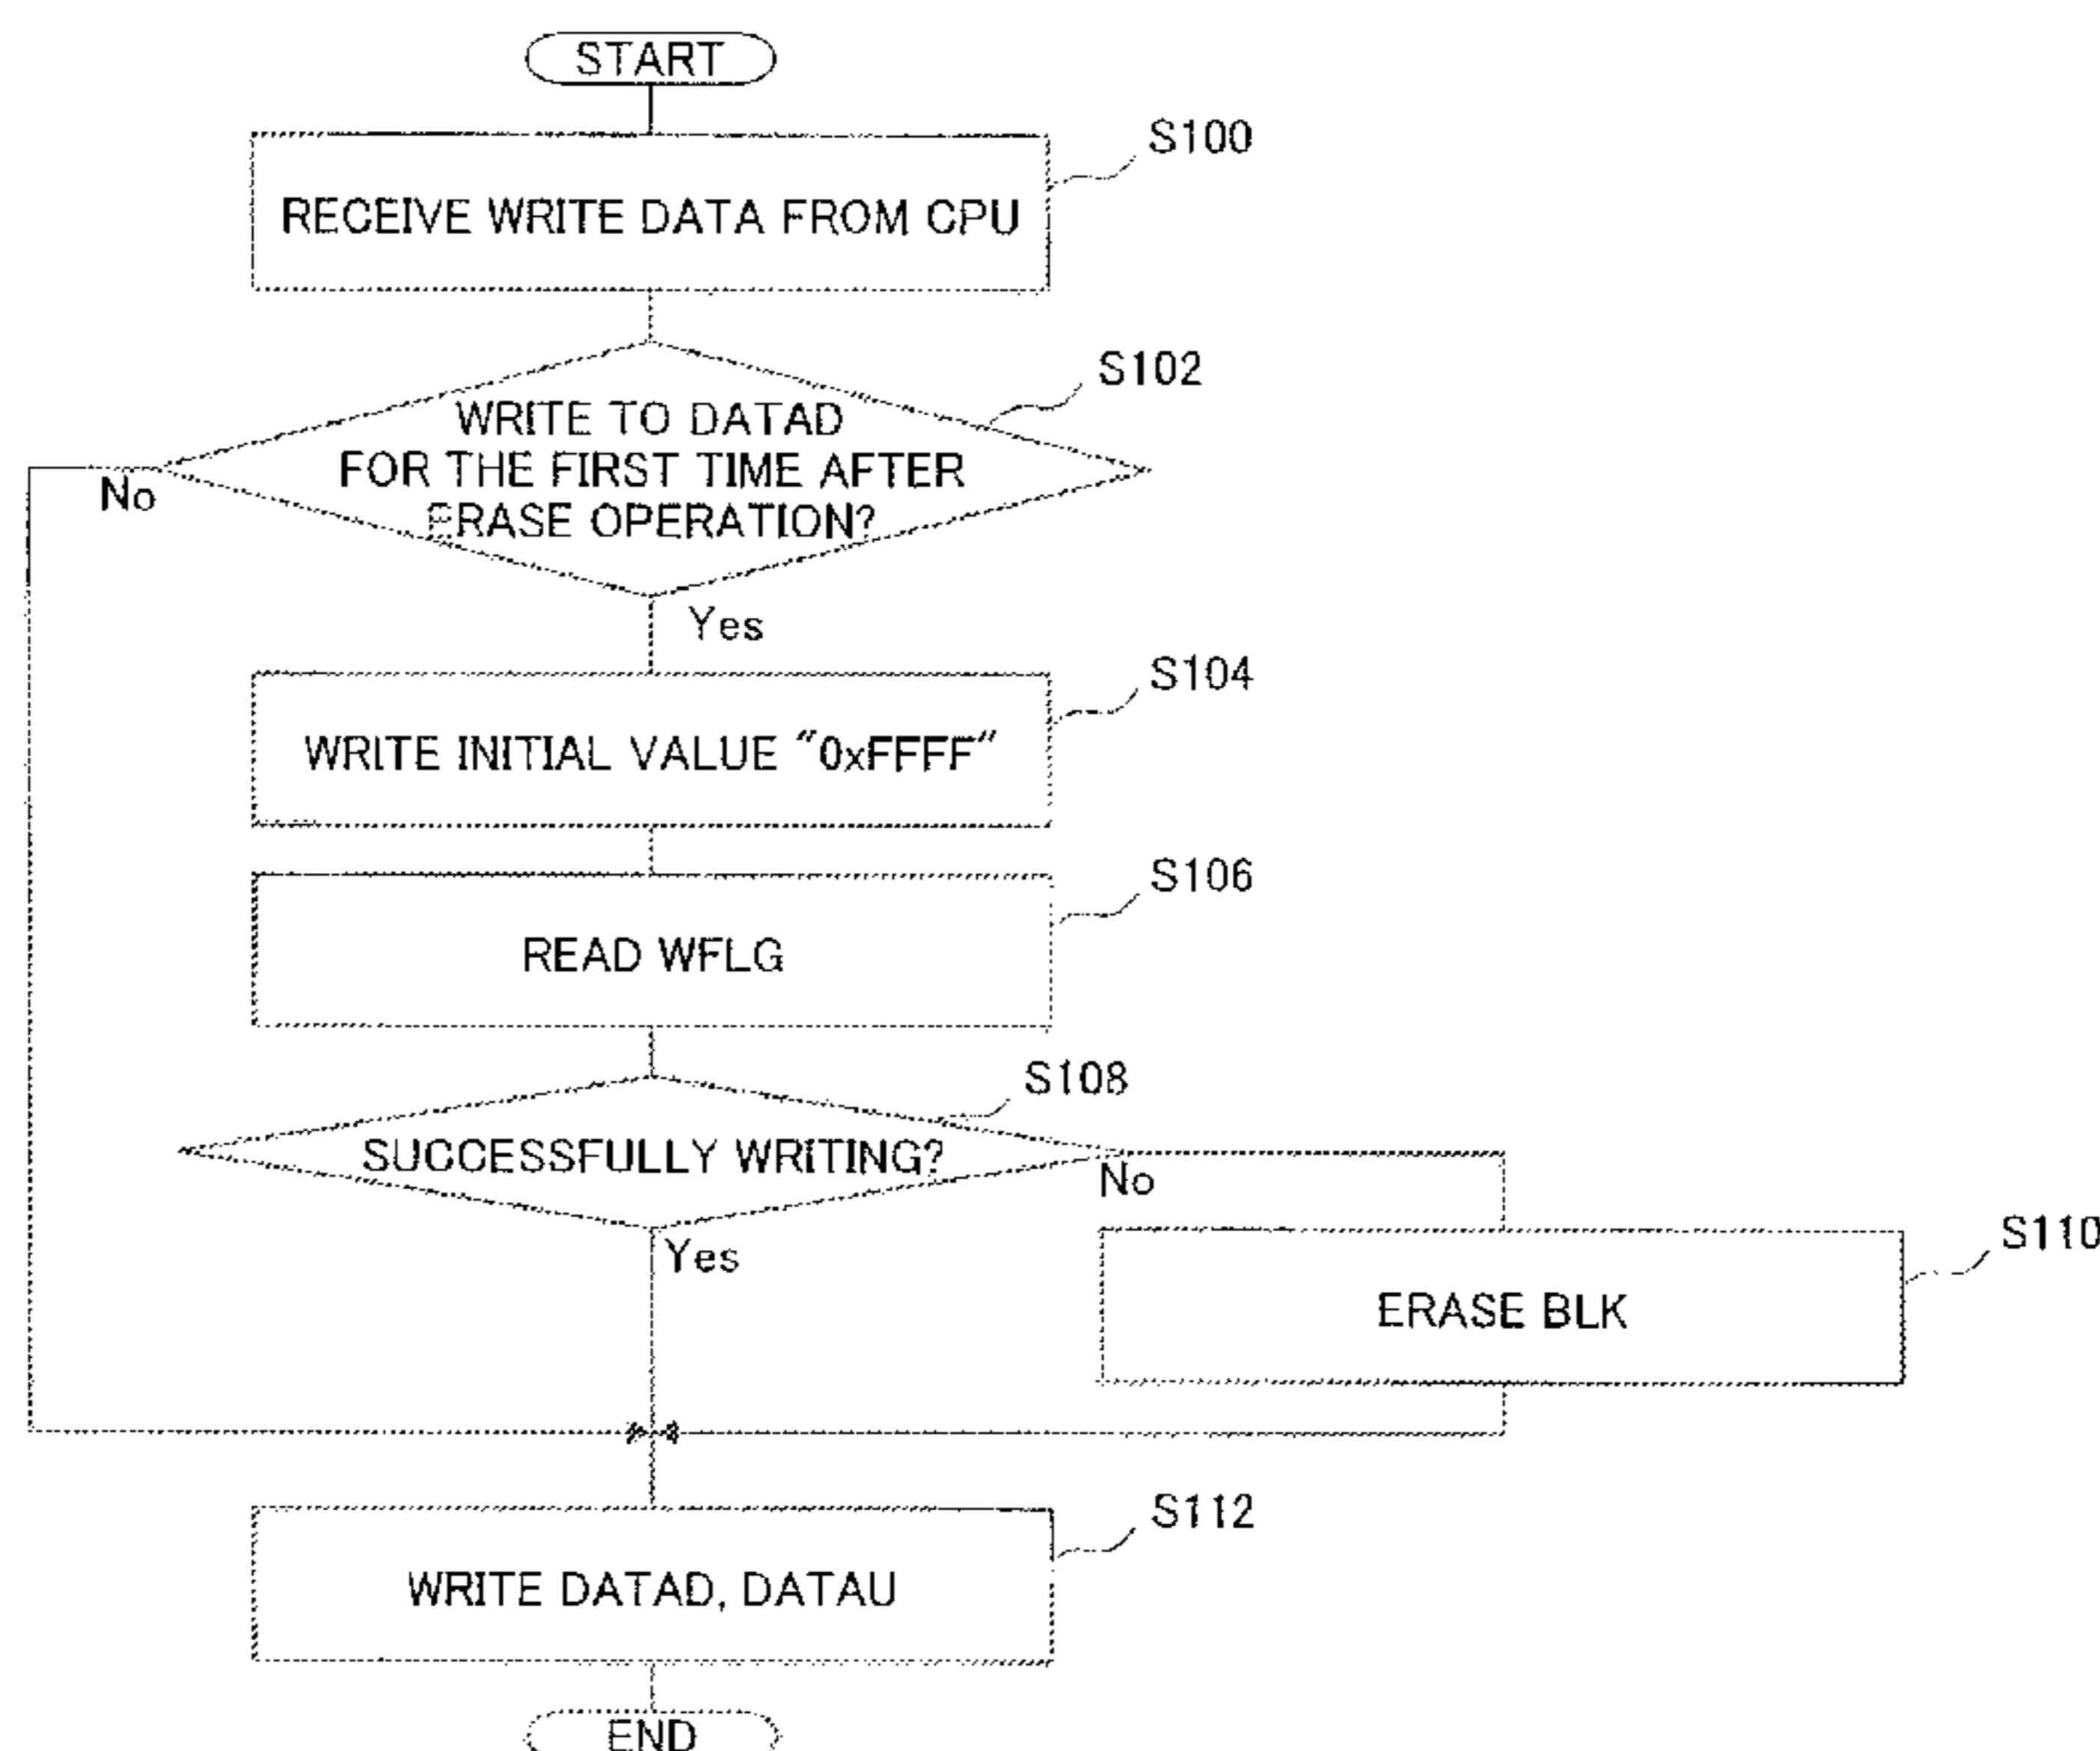 START
S100
RECEIVE WRITE DATA FROM CPU
S102
WRITE TO DATAD
FOR THE FIRST TIME AFTER
ERASE OPERATION?
No
Yes
S104
WRITE INITIAL VALUE "0xFFFF"
S106
READ WFLG
S108
SUCCESSFULLY WRITING?
No
Yes
S110
ERASE BLK
S112
WRITE DATAD, DATAU
END